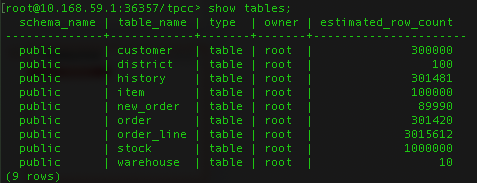 [root@10.168.59.1:36357/tpcc> show tables;
  schema_name | table_name | type  | owner | estimated_row_count
--------------+------------+-------+-------+----------------------
  public      | customer   | table | root  |              300000
  public      | district   | table | root  |                 100
  public      | history    | table | root  |              301481
  public      | item       | table | root  |              100000
  public      | new_order  | table | root  |               89990
  public      | order      | table | root  |              301420
  public      | order_line | table | root  |             3015612
  public      | stock      | table | root  |             1000000
  public      | warehouse  | table | root  |                  10
(9 rows)